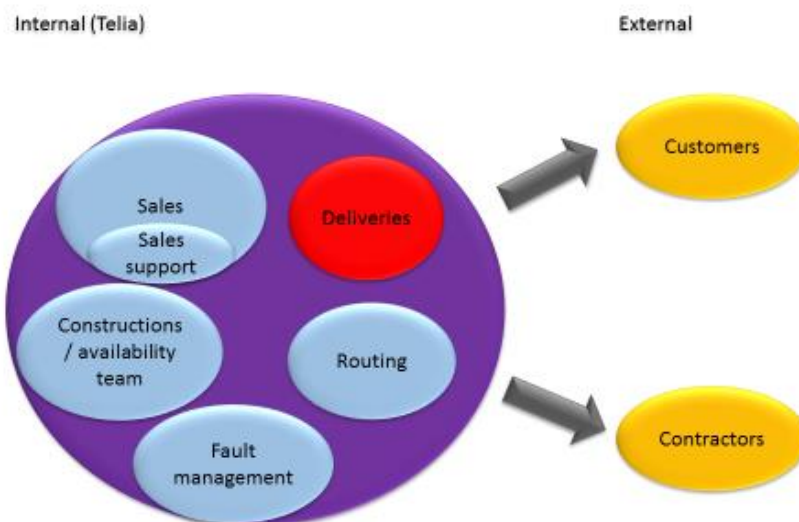 Internal (Telia)
External
Sales
Sales
support
Deliveries
Customers
Constructions
/ availability
team
Routing
Fault
management
Contractors